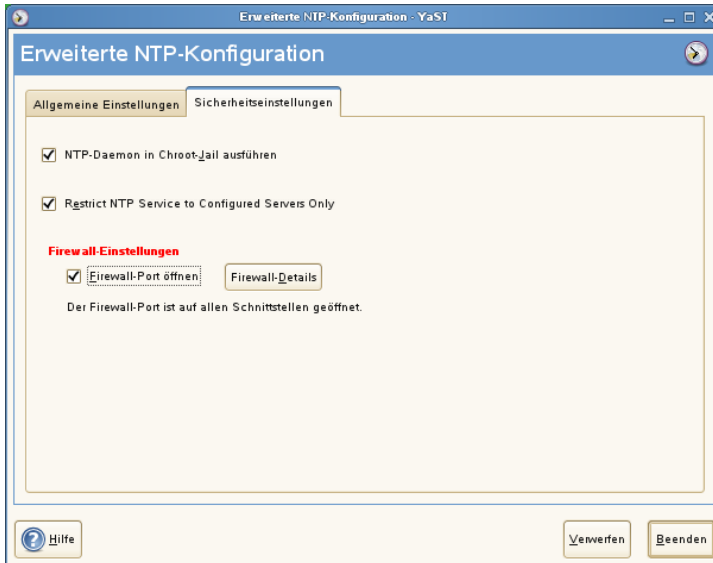 Erweiterte NTP-Konfiguration - YaST
Erweiterte NTP-Konfiguration
Allgemeine Einstellungen Sicherheitseinstellungen
NTP-Daemon in Chroot-Jail ausführen
Restrict NTP Service to Configured Servers Only
Firewall-Einstellungen
Firewall-Port öffnen Firewall-Details
Der Firewall-Port ist auf allen Schnittstellen geöffnet.
Hilfe Verwerfen Beenden